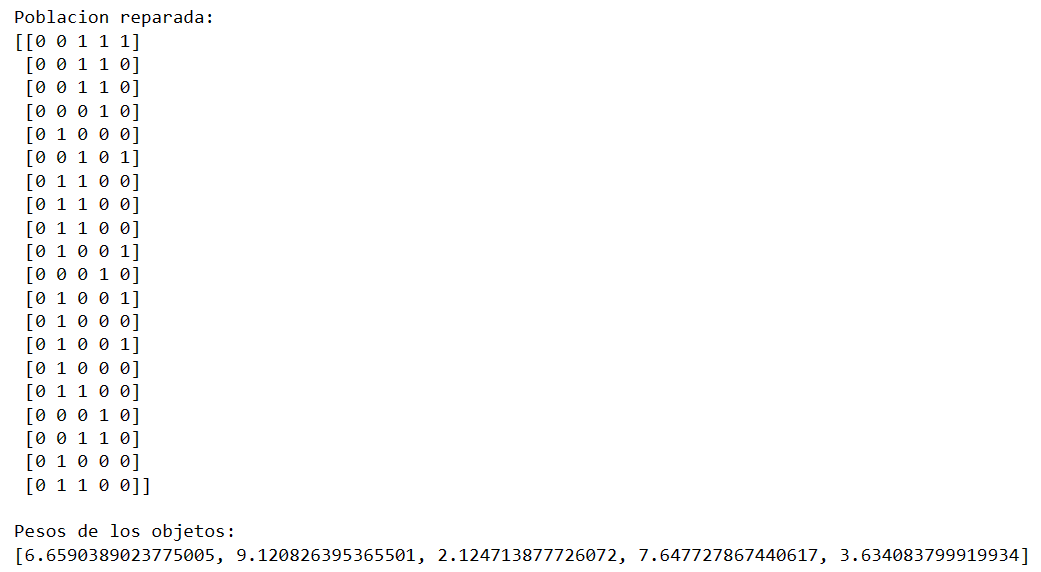 Poblacion reparada:
[[0 0 1 1 1]
 [0 0 1 1 0]
 [0 0 1 1 0]
 [0 0 0 1 0]
 [0 1 0 0 0]
 [0 0 1 0 1]
 [0 1 1 0 0]
 [0 1 1 0 0]
 [0 1 1 0 0]
 [0 1 0 0 1]
 [0 0 0 1 0]
 [0 1 0 0 1]
 [0 1 0 0 0]
 [0 1 0 0 1]
 [0 1 0 0 0]
 [0 1 1 0 0]
 [0 0 0 1 0]
 [0 0 1 1 0]
 [0 1 0 0 0]
 [0 1 1 0 0]]
Pesos de los objetos:
[6.6590389023775005, 9.120826395365501, 2.124713877726072, 7.647727867440617, 3.634083799919934]